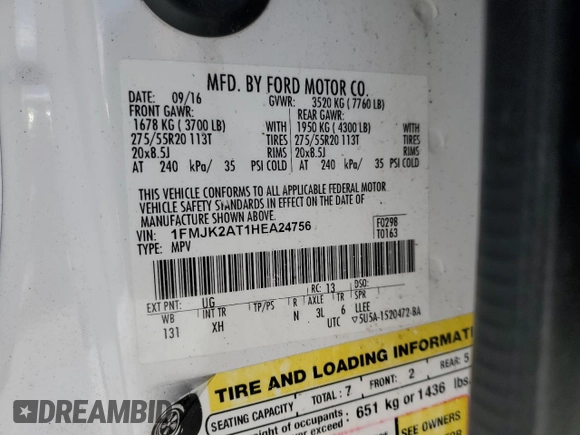 MFD. BY FORD MOTOR CO.
DATE: 09/16 GVWR: 3520 KG ( 7760 LB)
FRONT GAWR: REAR GAWR:
1678 KG ( 3700 LB) WITH 1950 KG ( 4300 LB) WITH
275/55R20 113T TIRES 275/55R20 113T TIRES
20x8.5J RIMS 20x8.5J RIMS
AT 240 kPa/ 35 PSI COLD AT 240 kPa/ 35 PSI COLD
THIS VEHICLE CONFORMS TO ALL APPLICABLE FEDERAL MOTOR
VEHICLE SAFETY STANDARDS IN EFFECT ON THE DATE OF
MANUFACTURE SHOWN ABOVE.
VIN: 1FMJK2AT1HEA24756 F0298
TYPE: MPV T0163
EXT PNT: UG RC: 13 DSO:
WB INT TR TP/PS R AXLE TR SPR
131 XH N 3L 6 LLEE
UTC 5U5A-1520472-BA
TIRE AND LOADING INFORMATI
SEATING CAPACITY TOTAL: 7 FRONT: 2 REAR: 5
weight of occupants
exceed: 651 kg or 1436 lbs.
SEE OWNERS
DREAMBID